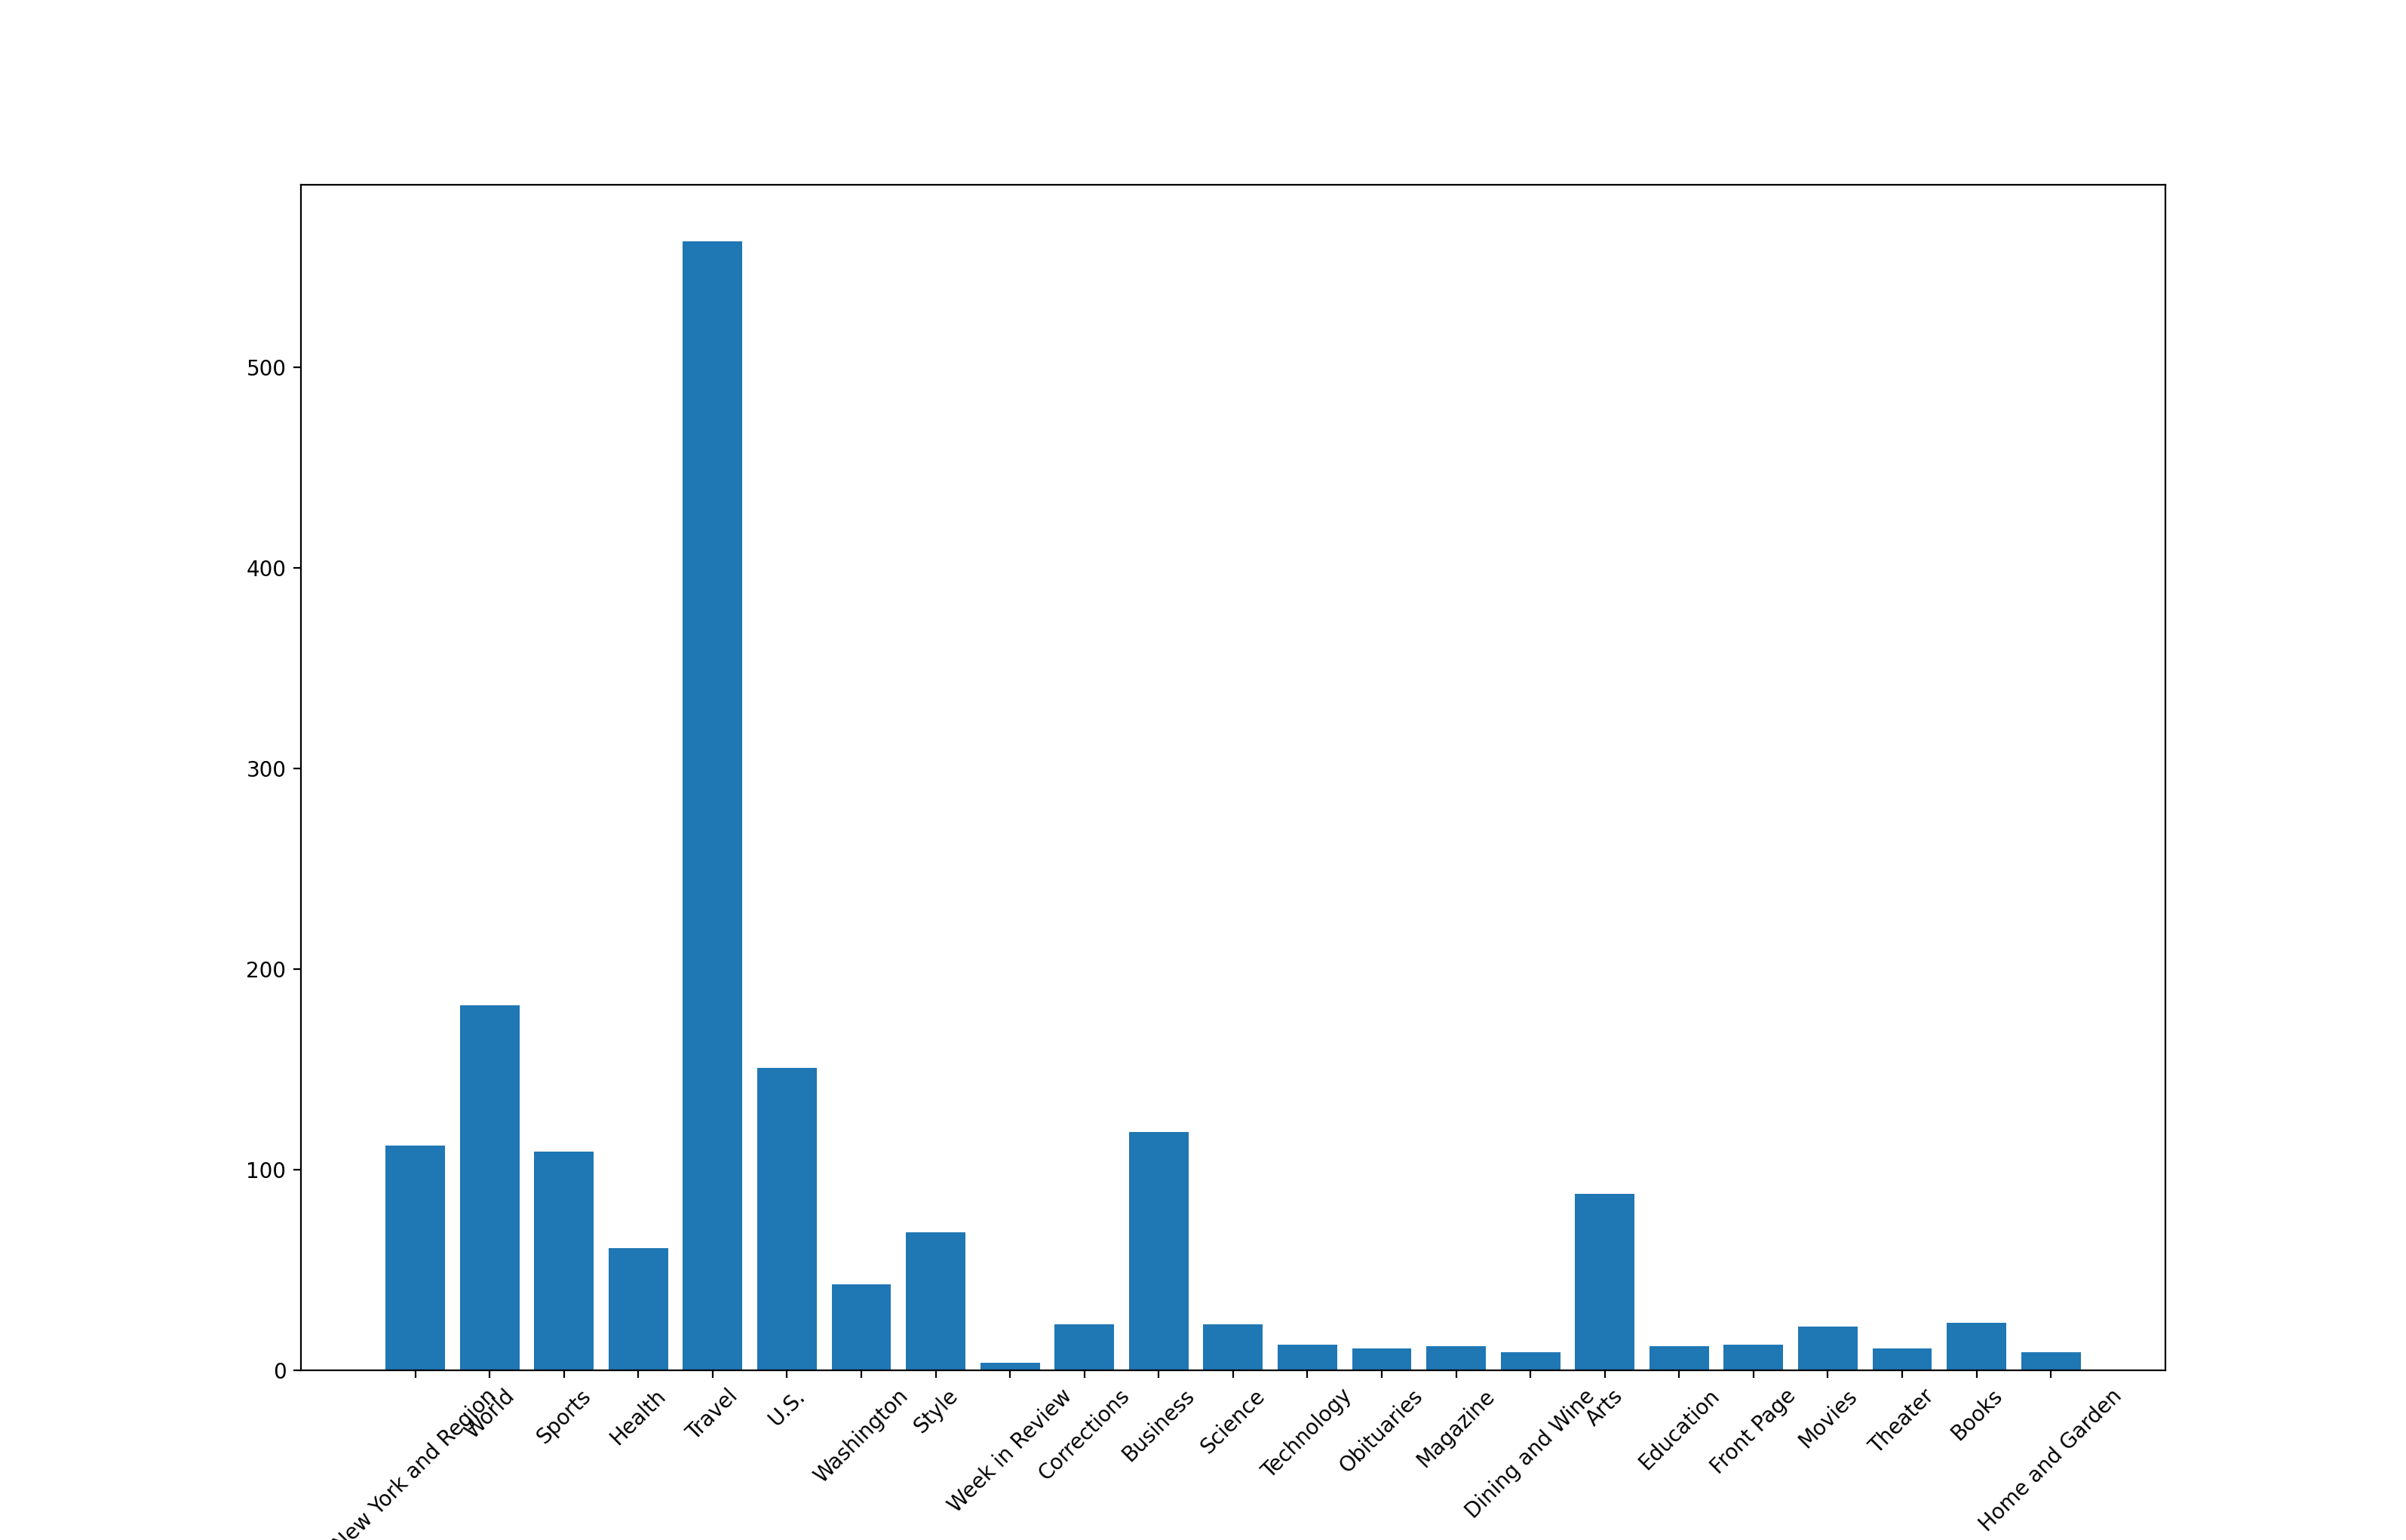 500
400
300
200
100
0
New York and Region
World
Sports
Health
Travel
U.S.
Washington
Style
Week in Review
Corrections
Business
Science
Technology
Obituaries
Magazine
Dining and Wine
Arts
Education
Front Page
Movies
Theater
Books
Home and Garden